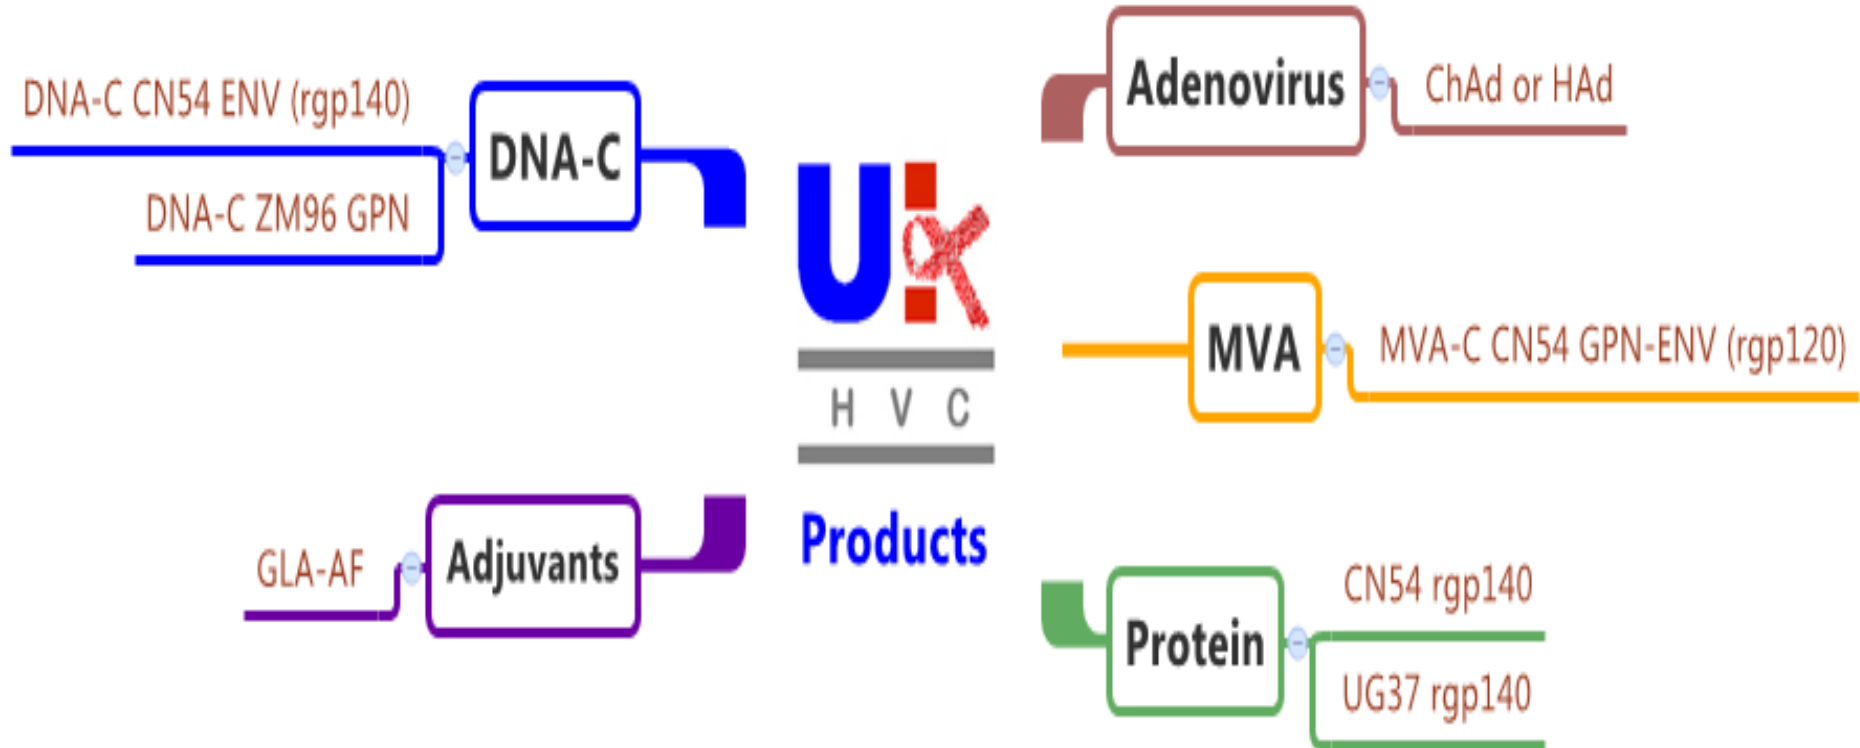 DNA-C CN54 ENV (rgp140)
DNA-C ZM96 GPN
DNA-C
GLA-AF
Adjuvants
UK
H V C
Products
Adenovirus
ChAd or HAd
MVA
MVA-C CN54 GPN-ENV (rgp120)
Protein
CN54 rgp140
UG37 rgp140